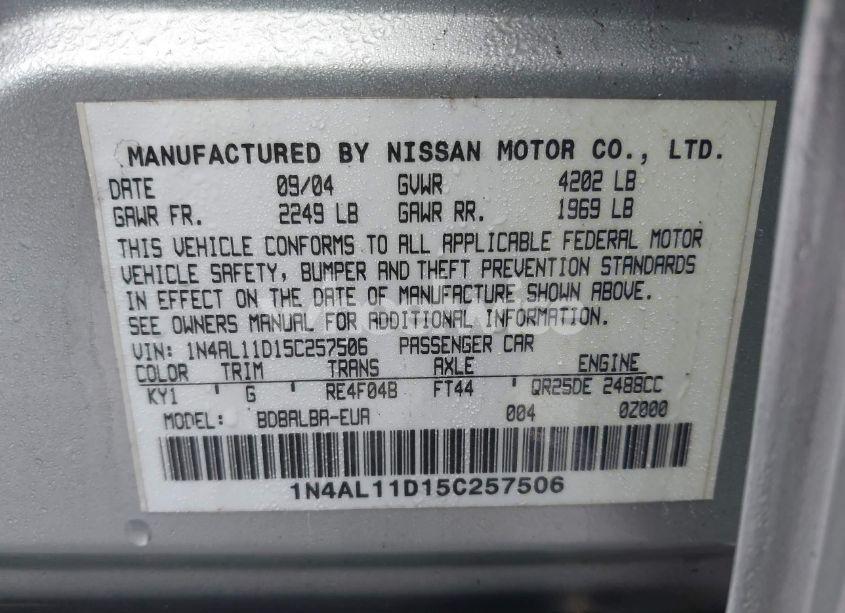 MANUFACTURED BY NISSAN MOTOR CO., LTD.
DATE 09/04 GVWR 4202 LB
GAWR FR. 2249 LB GAWR RR. 1969 LB
THIS VEHICLE CONFORMS TO ALL APPLICABLE FEDERAL MOTOR
VEHICLE SAFETY, BUMPER AND THEFT PREVENTION STANDARDS
IN EFFECT ON THE DATE OF MANUFACTURE SHOWN ABOVE.
SEE OWNERS MANUAL FOR ADDITIONAL INFORMATION.
VIN: 1N4AL11D15C257506 PASSENGER CAR
COLOR TRIM TRANS AXLE ENGINE
KY1 G RE4F04B FT44 QR25DE 2488CC
MODEL: BDBALBA-EUA 004 0Z000
1N4AL11D15C257506